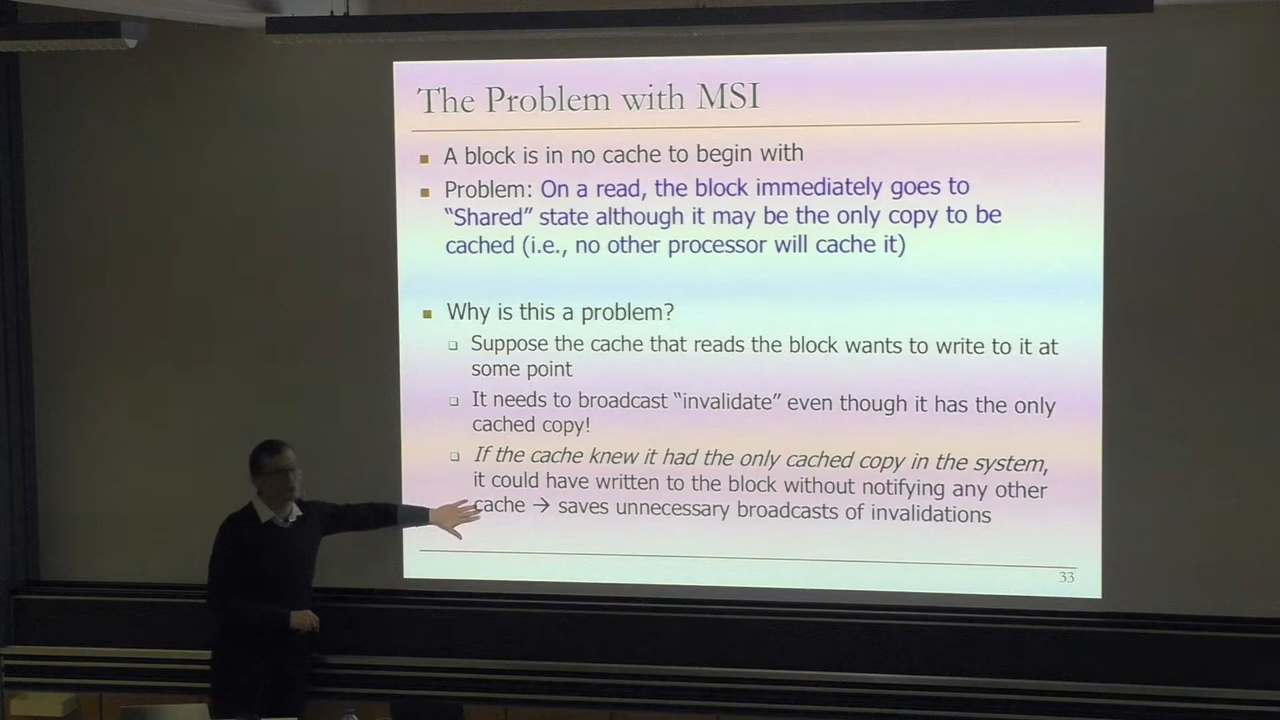 The Problem with MSI
A block is in no cache to begin with
Problem: On a read, the block immediately goes to
“Shared” state although it may be the only copy to be
cached (i.e., no other processor will cache it)
Why is this a problem?
Suppose the cache that reads the block wants to write to it at
some point
It needs to broadcast “invalidate” even though it has the only
cached copy!
If the cache knew it had the only cached copy in the system,
it could have written to the block without notifying any other
cache → saves unnecessary broadcasts of invalidations
33